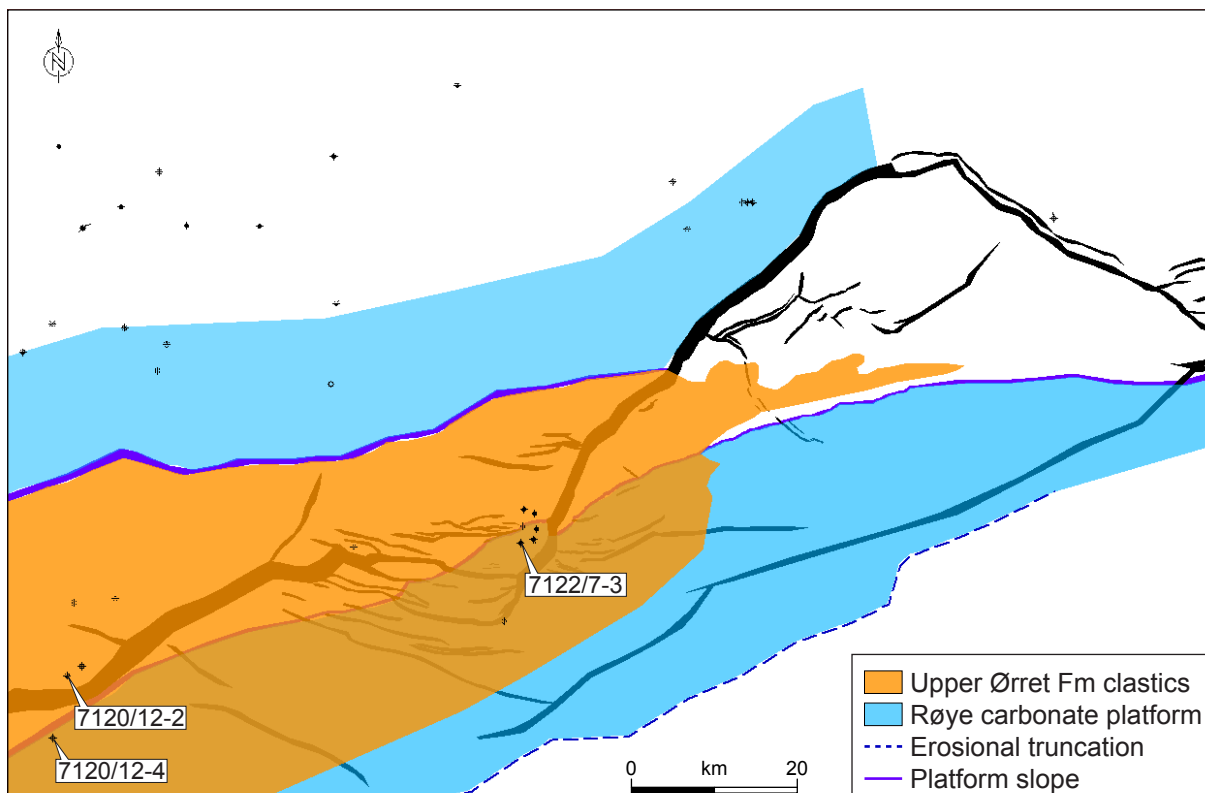 N
7122/7-3
7120/12-2
7120/12-4
Upper Ørret Fm clastics
Røye carbonate platform
Erosional truncation
Platform slope
0 km 20